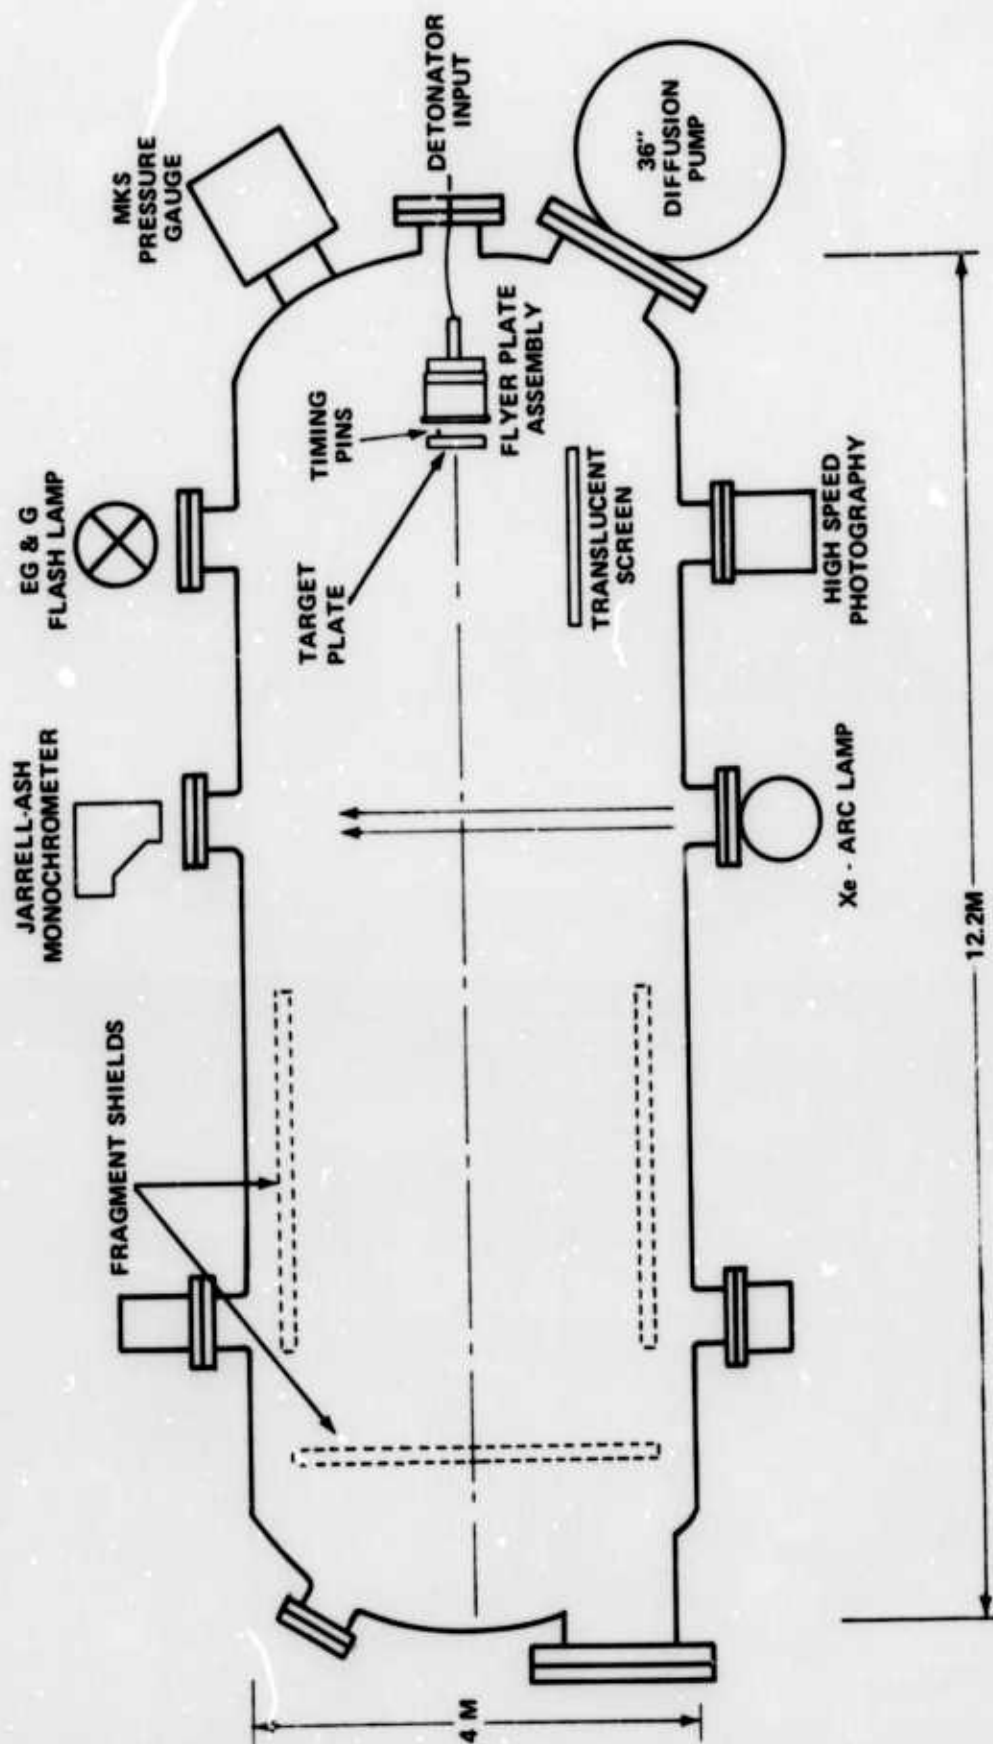 JARRELL-ASH
MONOCHROMETER
EG & G
FLASH LAMP
MKS
PRESSURE
GAUGE
FRAGMENT SHIELDS
TARGET
PLATE
TIMING
PINS
DETONATOR
INPUT
FLYER PLATE
ASSEMBLY
TRANSLUCENT
SCREEN
36"
DIFFUSION
PUMP
Xe - ARC LAMP
HIGH SPEED
PHOTOGRAPHY
4 M
12.2M